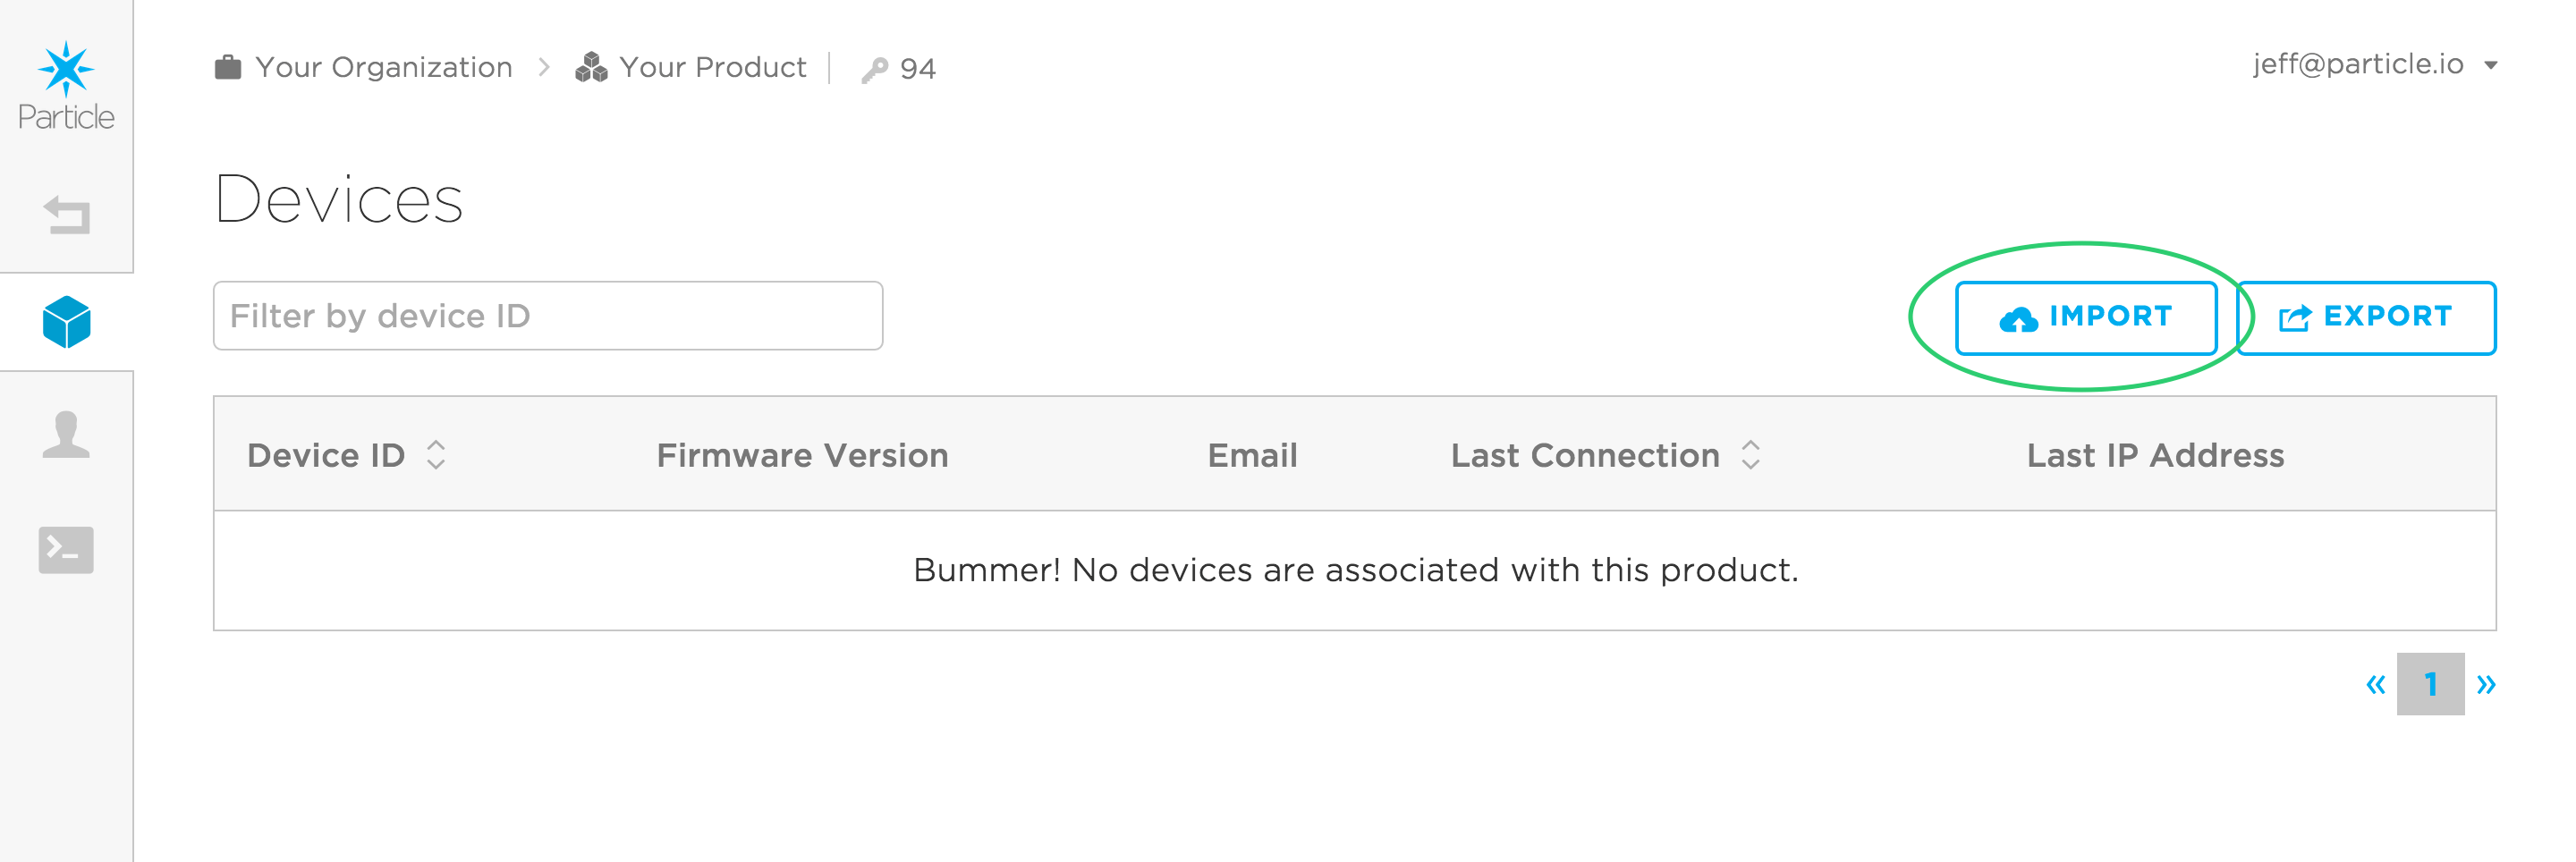 Particle
Your Organization > Your Product | 94
jeff@particle.io
Devices
Filter by device ID
IMPORT
EXPORT
Device ID Firmware Version Email Last Connection Last IP Address
Bummer! No devices are associated with this product.
« 1 »